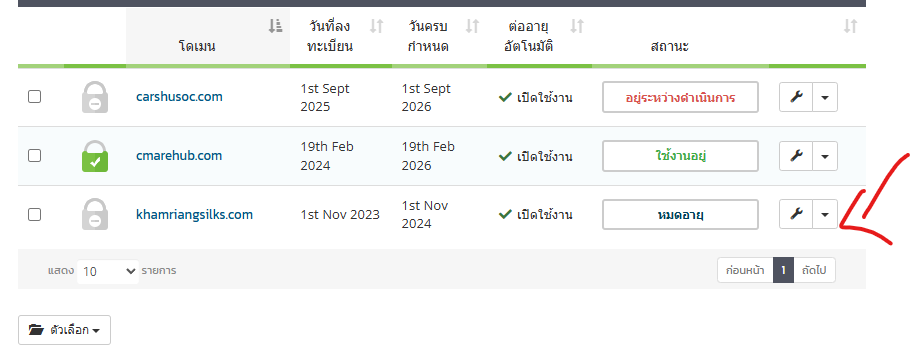 โดเมน
วันที่ลง
ทะเบียน
วันครบ
กำหนด
ต่ออายุ
อัตโนมัติ
สถานะ
carshusoc.com
1st Sept
2025
1st Sept
2026
เปิดใช้งาน
อยู่ระหว่างดำเนินการ
cmarehub.com
19th Feb
2024
19th Feb
2026
เปิดใช้งาน
ใช้งานอยู่
khamriangsilks.com
1st Nov 2023
1st Nov
2024
เปิดใช้งาน
หมดอายุ
แสดง 10 รายการ
ก่อนหน้า 1 ถัดไป
ตัวเลือก